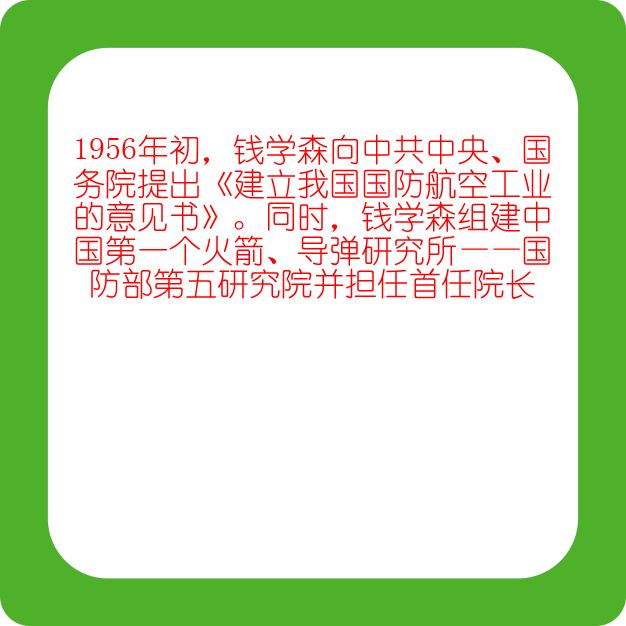 1956年初，钱学森向中共中央、国
务院提出《建立我国国防航空工业
的意见书》。同时，钱学森组建中
国第一个火箭、导弹研究所——国
防部第五研究院并担任首任院长